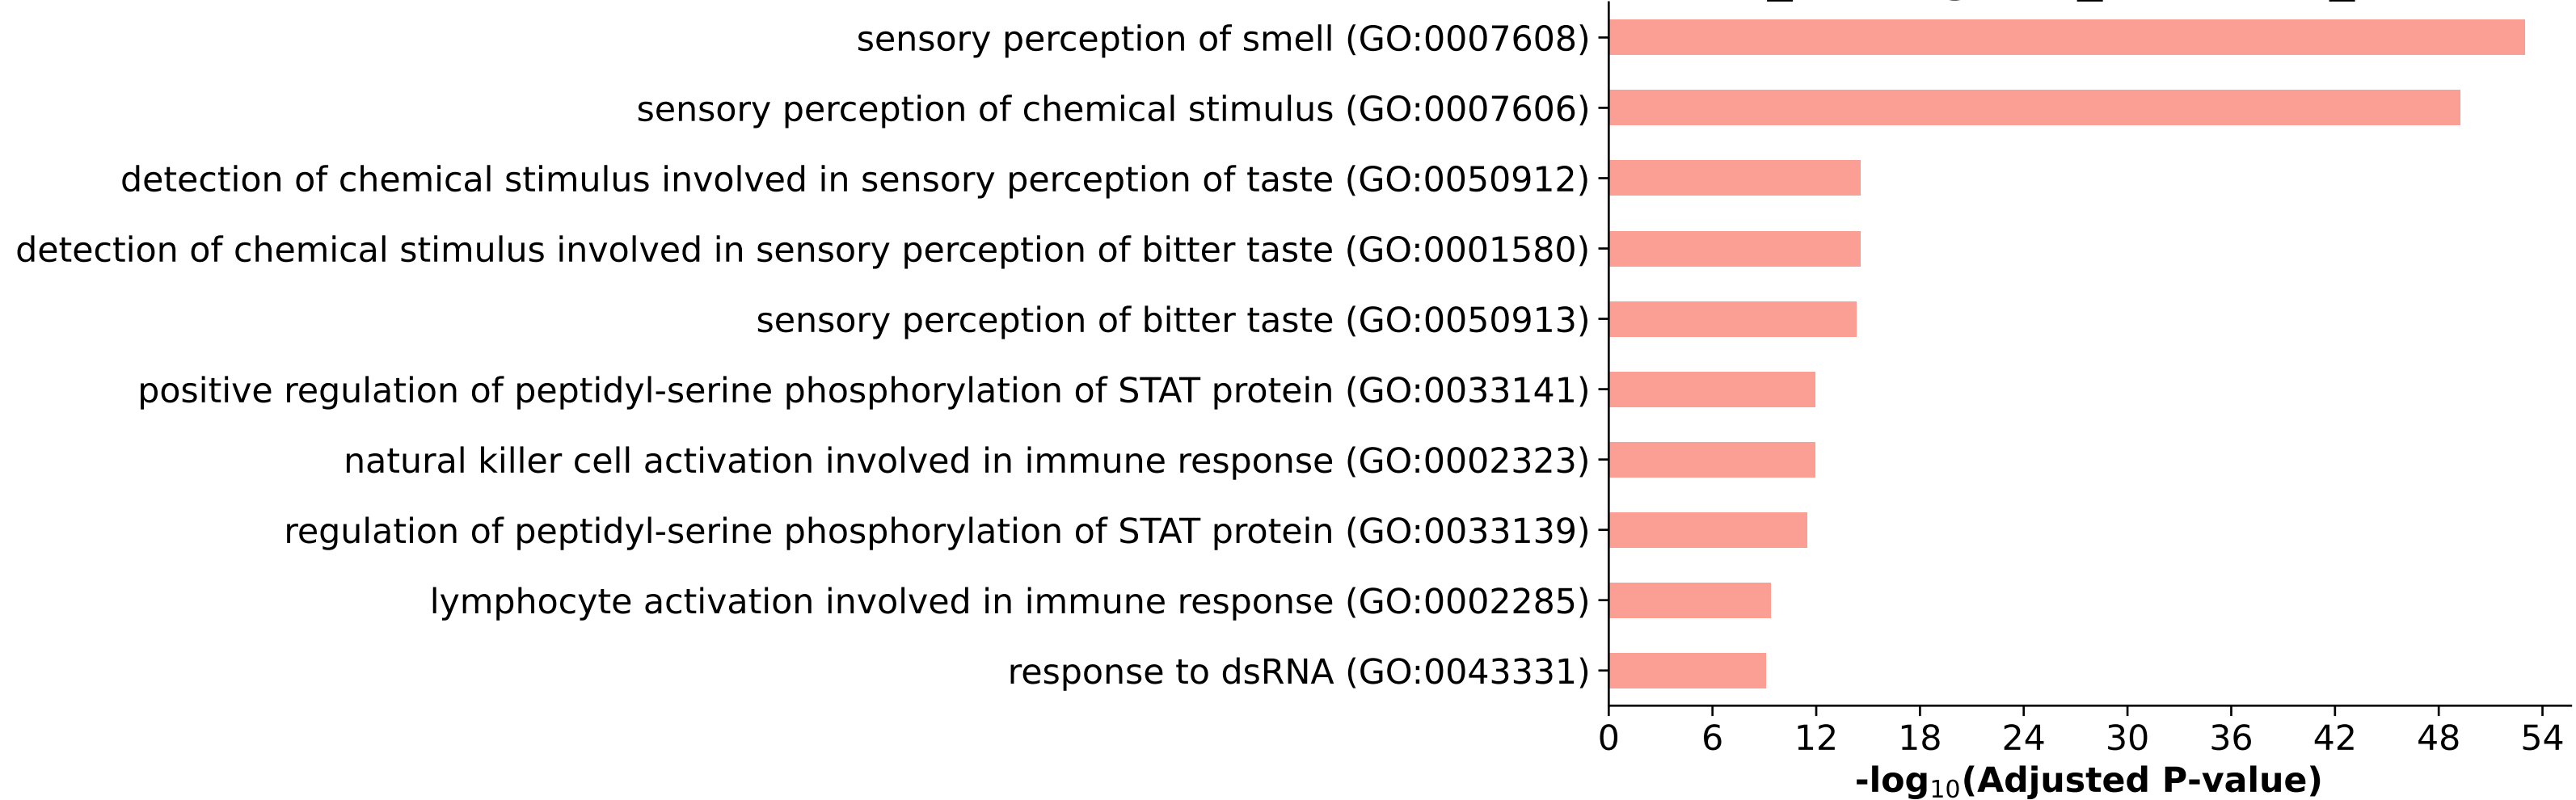 sensory perception of smell (GO:0007608)
sensory perception of chemical stimulus (GO:0007606)
detection of chemical stimulus involved in sensory perception of taste (GO:0050912)
detection of chemical stimulus involved in sensory perception of bitter taste (GO:0001580)
sensory perception of bitter taste (GO:0050913)
positive regulation of peptidyl-serine phosphorylation of STAT protein (GO:0033141)
natural killer cell activation involved in immune response (GO:0002323)
regulation of peptidyl-serine phosphorylation of STAT protein (GO:0033139)
lymphocyte activation involved in immune response (GO:0002285)
response to dsRNA (GO:0043331)
0 6 12 18 24 30 36 42 48 54
-log₁₀(Adjusted P-value)